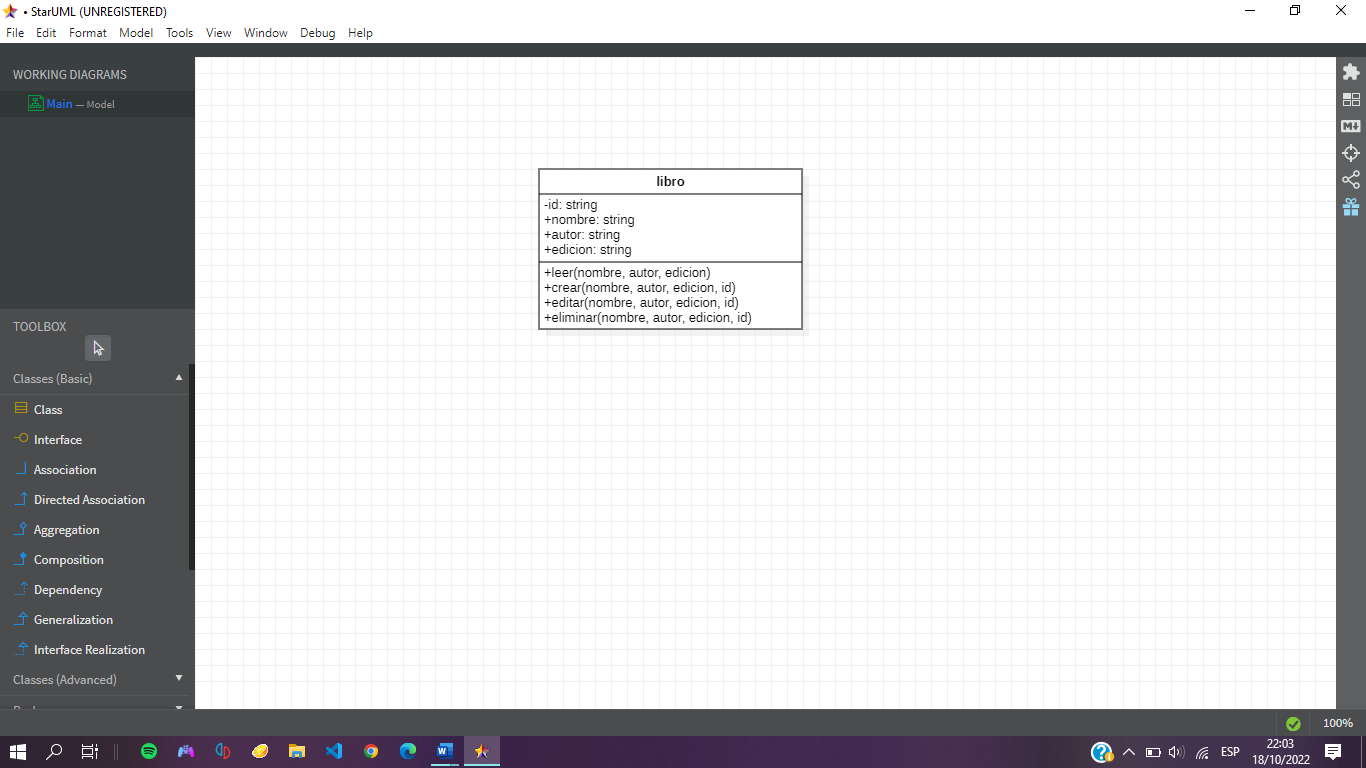 • StarUML (UNREGISTERED)
File Edit Format Model Tools View Window Debug Help
WORKING DIAGRAMS
Main — Model
TOOLBOX
Classes (Basic)
Class
Interface
Association
Directed Association
Aggregation
Composition
Dependency
Generalization
Interface Realization
Classes (Advanced)
libro
-id: string
+nombre: string
+autor: string
+edicion: string
+leer(nombre, autor, edicion)
+crear(nombre, autor, edicion, id)
+editar(nombre, autor, edicion, id)
+eliminar(nombre, autor, edicion, id)
100%
ESP
22:03
18/10/2022